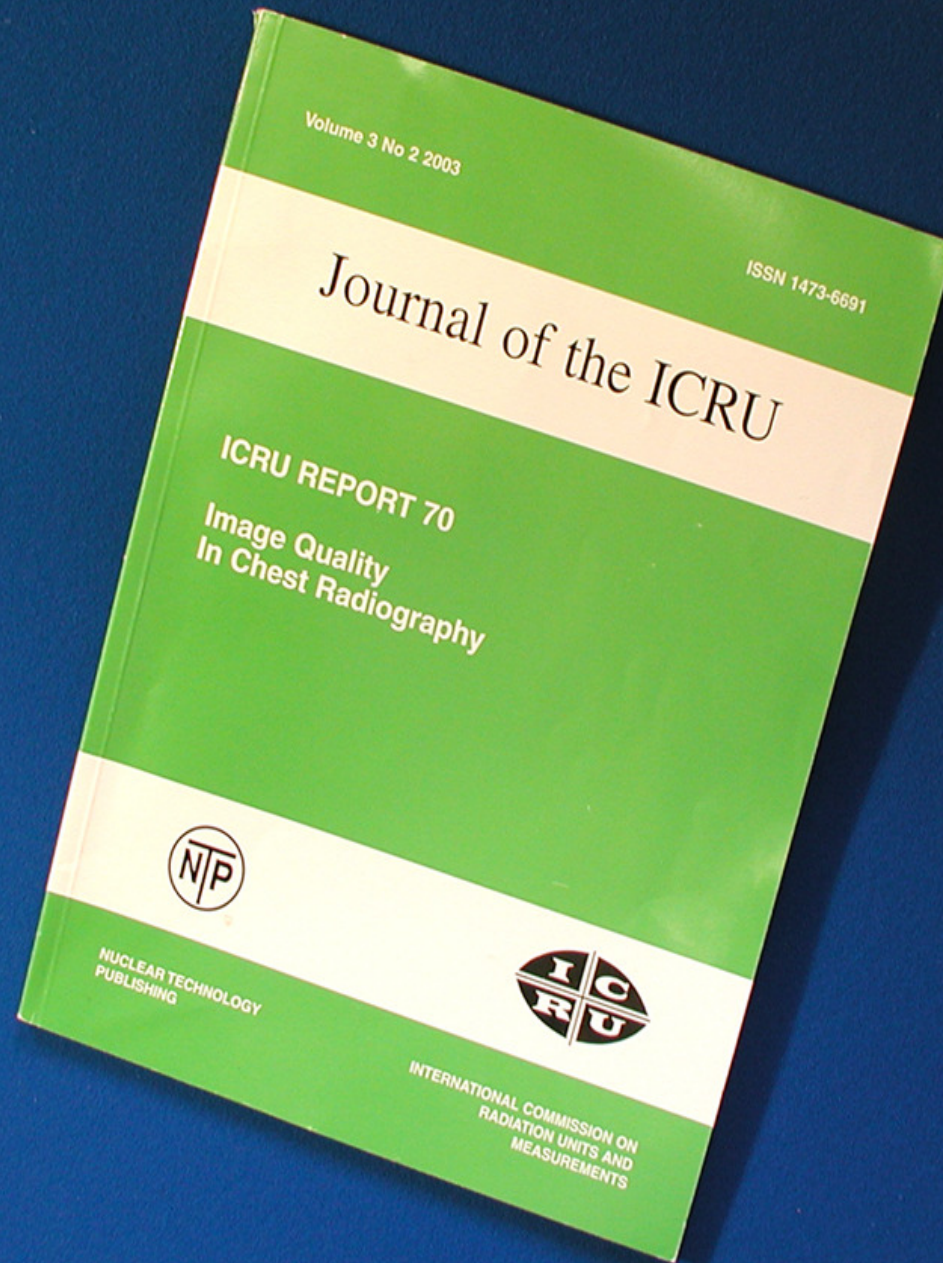 Volume 3 No 2 2003
ISSN 1473-6691
Journal of the ICRU
ICRU REPORT 70
Image Quality
In Chest Radiography
NTP
NUCLEAR TECHNOLOGY
PUBLISHING
I C
R U
INTERNATIONAL COMMISSION ON
RADIATION UNITS AND
MEASUREMENTS